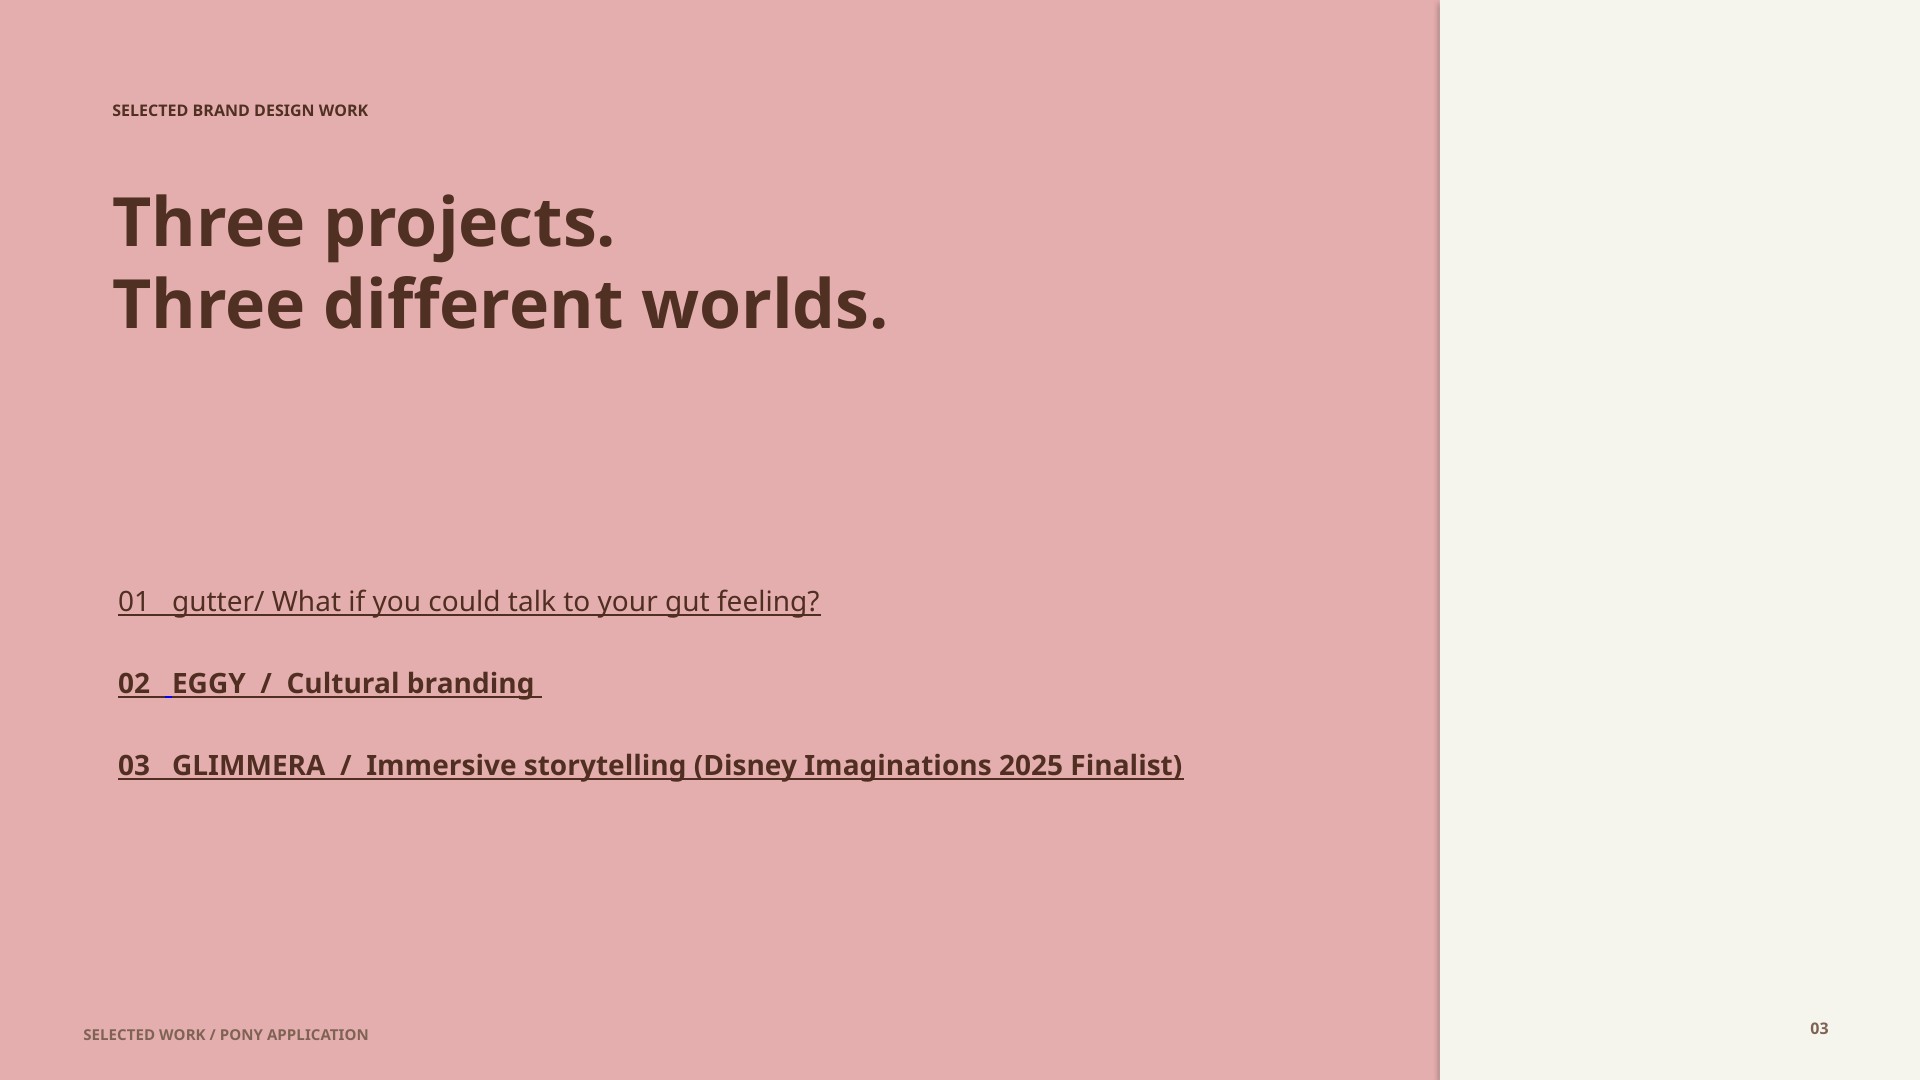 SELECTED BRAND DESIGN WORK
Three projects.
Three different worlds.
01   gutter/ What if you could talk to your gut feeling?
02   EGGY  /  Cultural branding
03   GLIMMERA  /  Immersive storytelling (Disney Imaginations 2025 Finalist)
SELECTED WORK / PONY APPLICATION
03